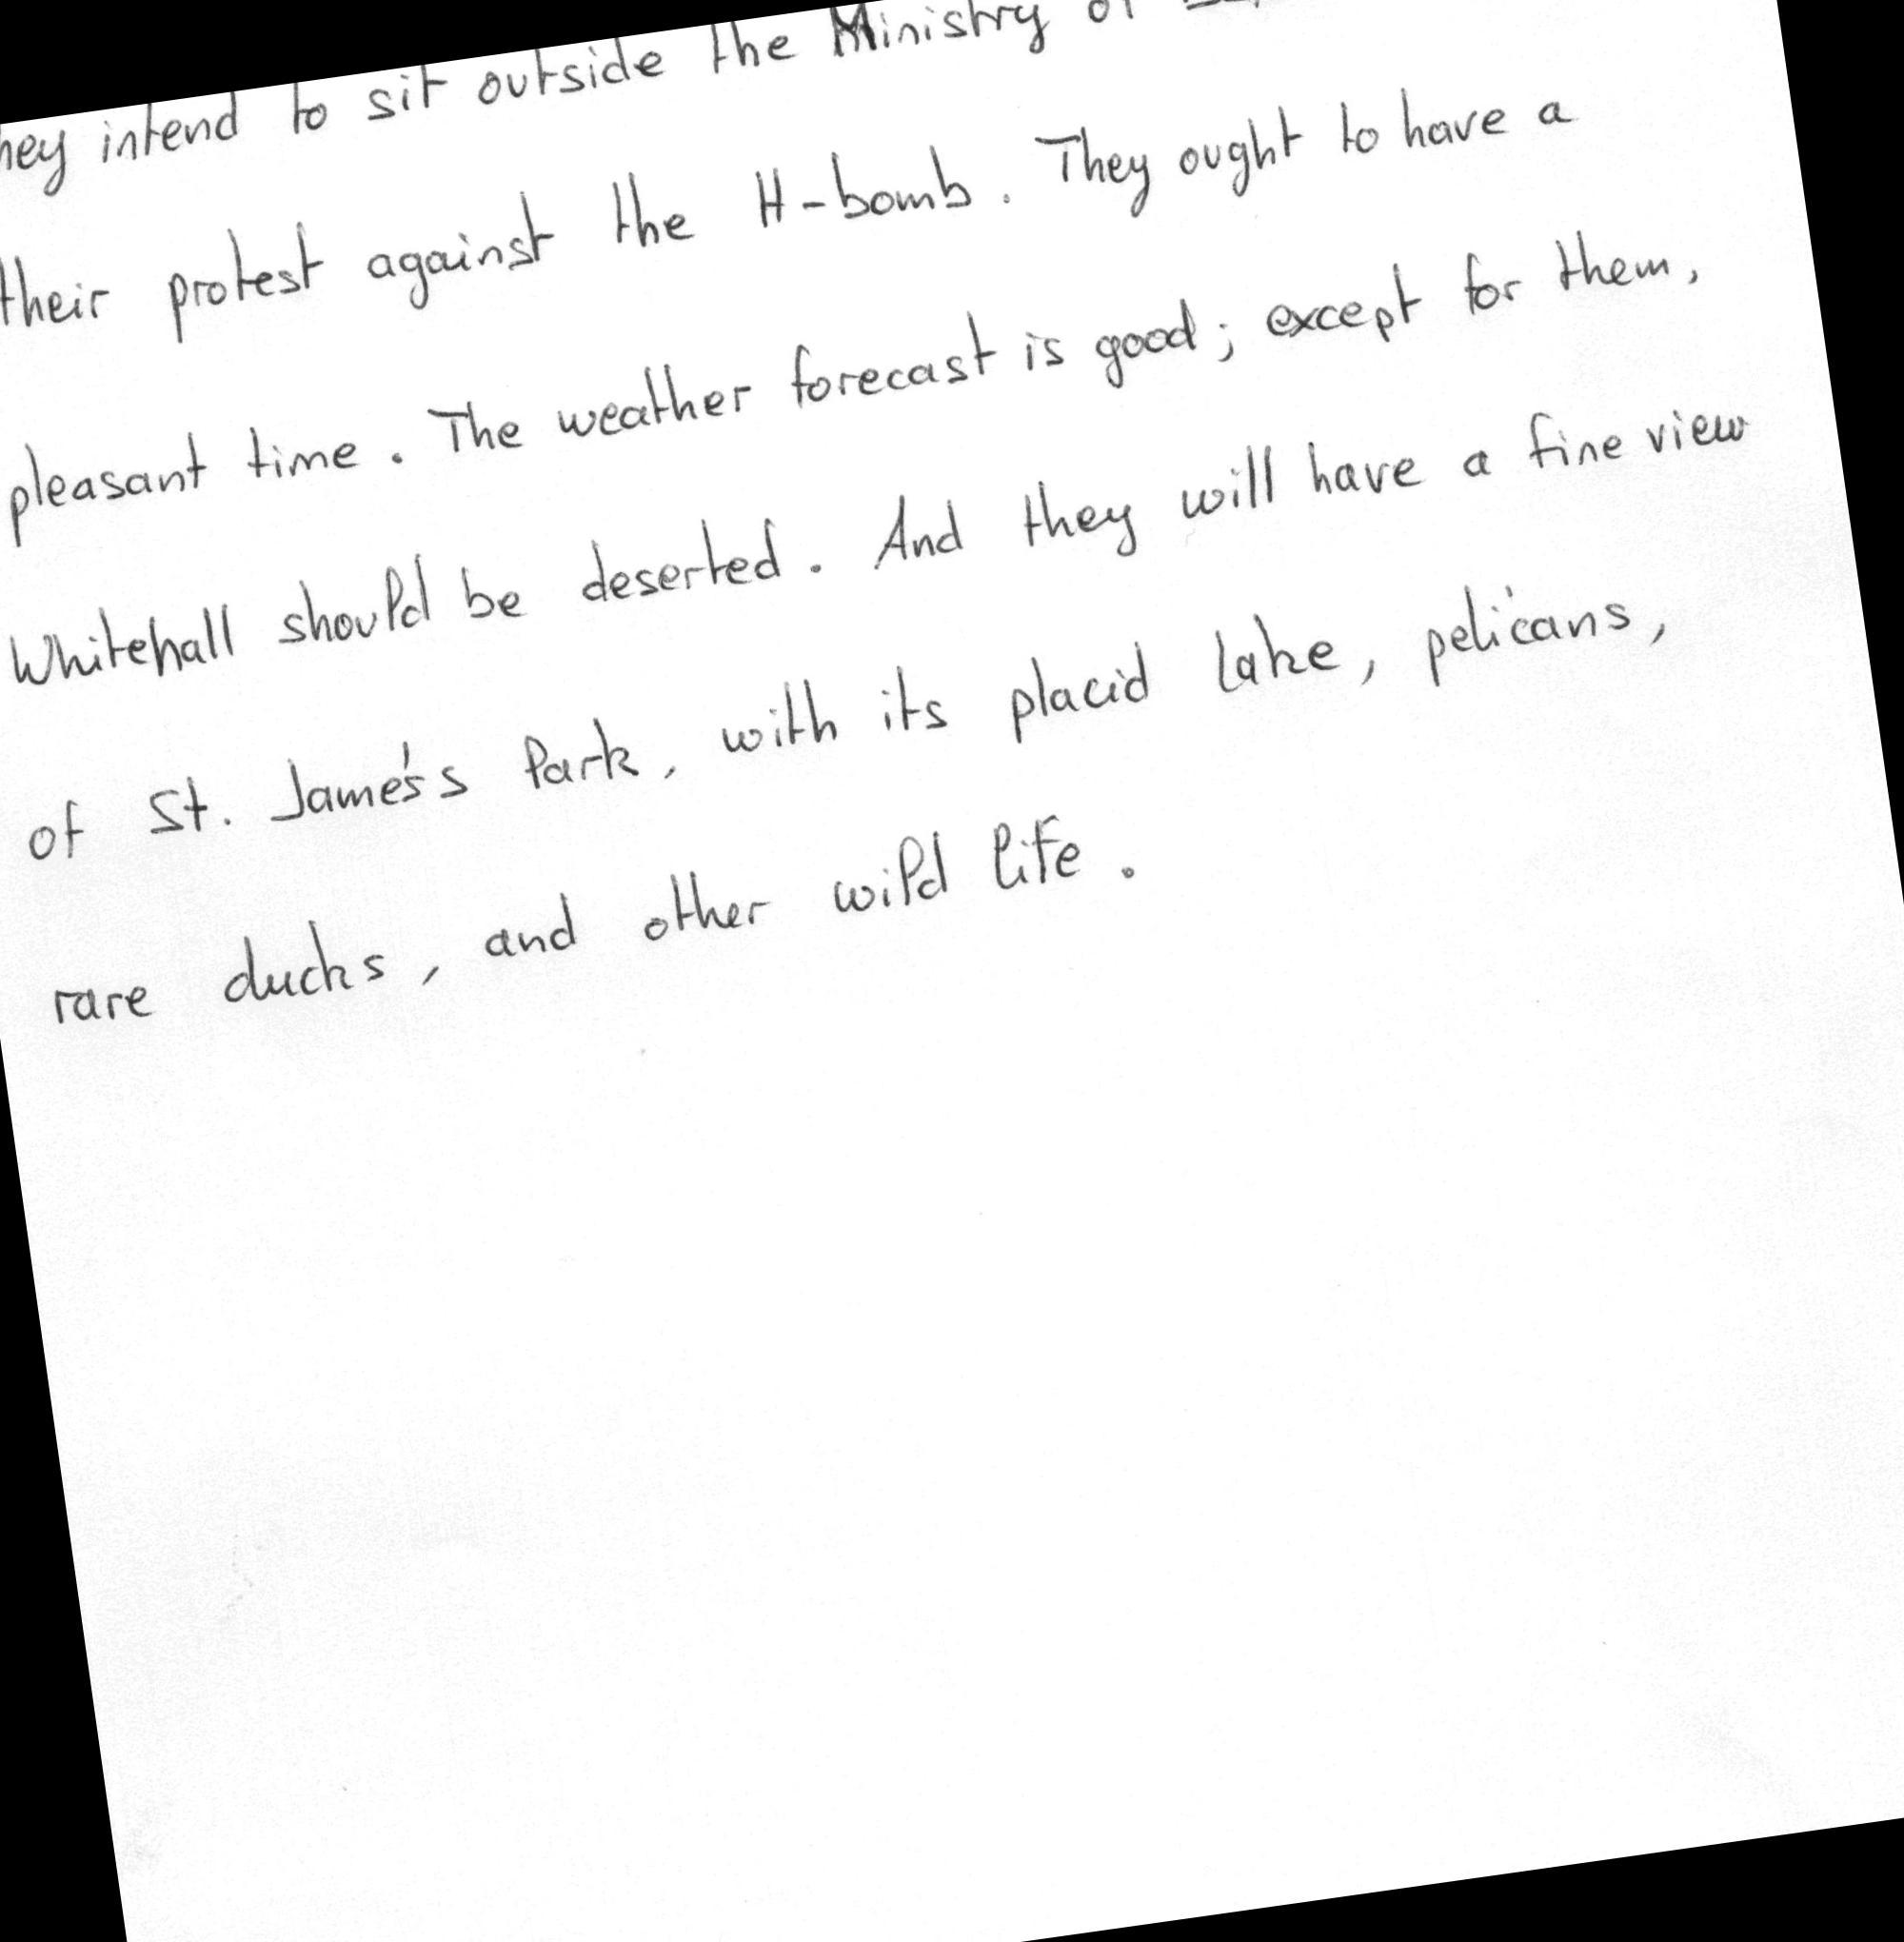 hey intend to sit outside the Ministry of
their protest against the H-bomb. They ought to have a
pleasant time. The weather forecast is good; except for them,
Whitehall should be deserted. And they will have a fine view
of St. James's Park, with its placid lake, pelicans,
rare ducks, and other wild life.